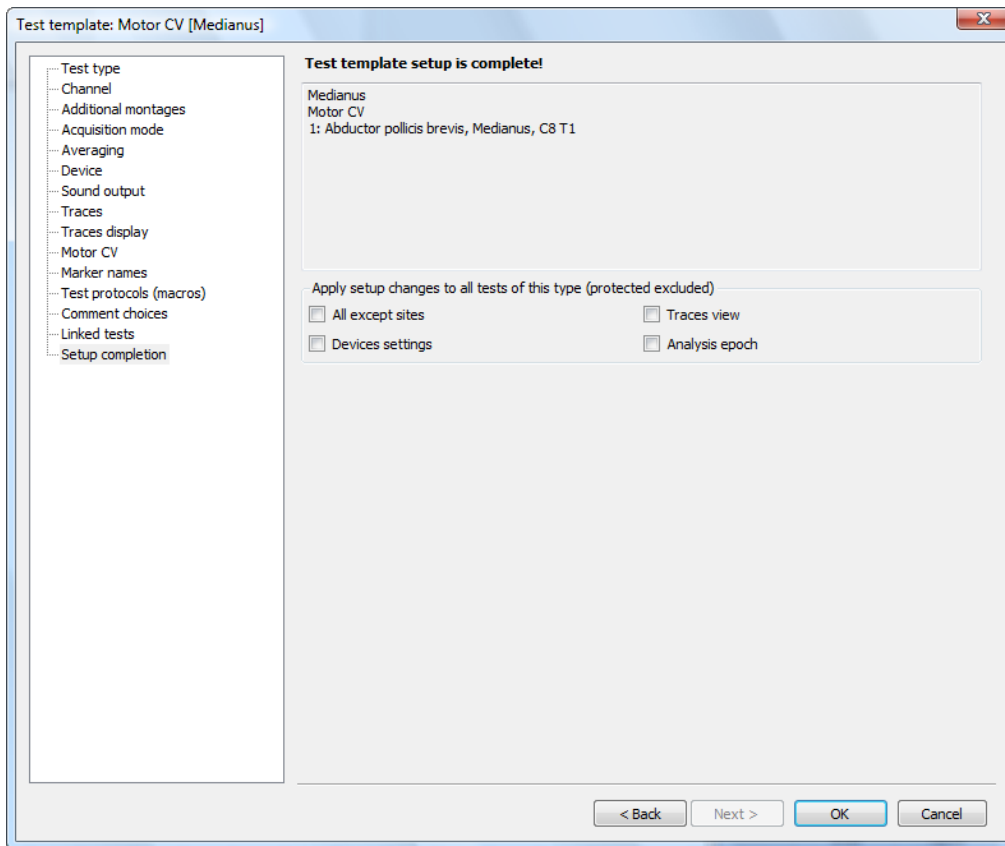 Test template: Motor CV [Medianus]
Test type
Channel
Additional montages
Acquisition mode
Averaging
Device
Sound output
Traces
Traces display
Motor CV
Marker names
Test protocols (macros)
Comment choices
Linked tests
Setup completion
Test template setup is complete!
Medianus
Motor CV
1: Abductor pollicis brevis, Medianus, C8 T1
Apply setup changes to all tests of this type (protected excluded)
All except sites
Traces view
Devices settings
Analysis epoch
< Back
Next >
OK
Cancel